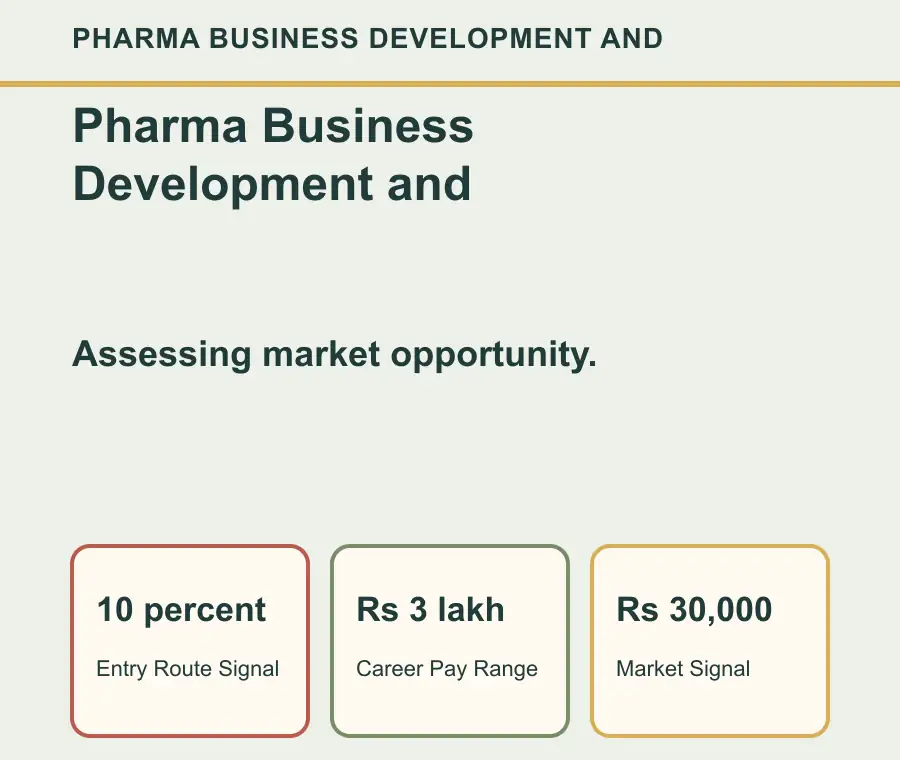 PHARMA BUSINESS DEVELOPMENT AND
Pharma Business
Development and
Assessing market opportunity.
10 percent
Entry Route Signal
Rs 3 lakh
Career Pay Range
Rs 30,000
Market Signal